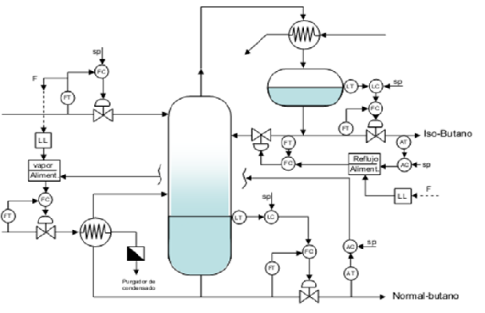 sp
F
FC
FT
LT
LC
sp
FC
FT
Iso-Butano
LL
FT
AT
vapor
Aliment.
FC
Reflujo
Aliment.
AC
sp
FC
sp
LL
F
FT
LT
LC
FC
AC
sp
Purgador de
condensado
FT
AT
Normal-butano